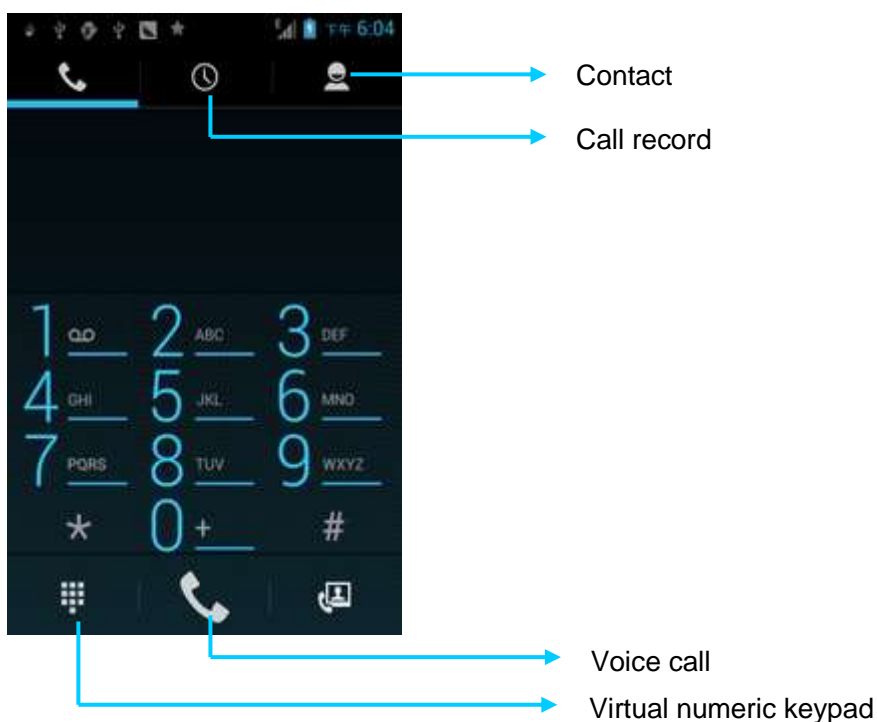 下午 6:04
Contact
Call record
1 2 ABC 3 DEF
4 GHI 5 JKL 6 MNO
7 PQRS 8 TUV 9 WXYZ
* 0 + #
Voice call
Virtual numeric keypad